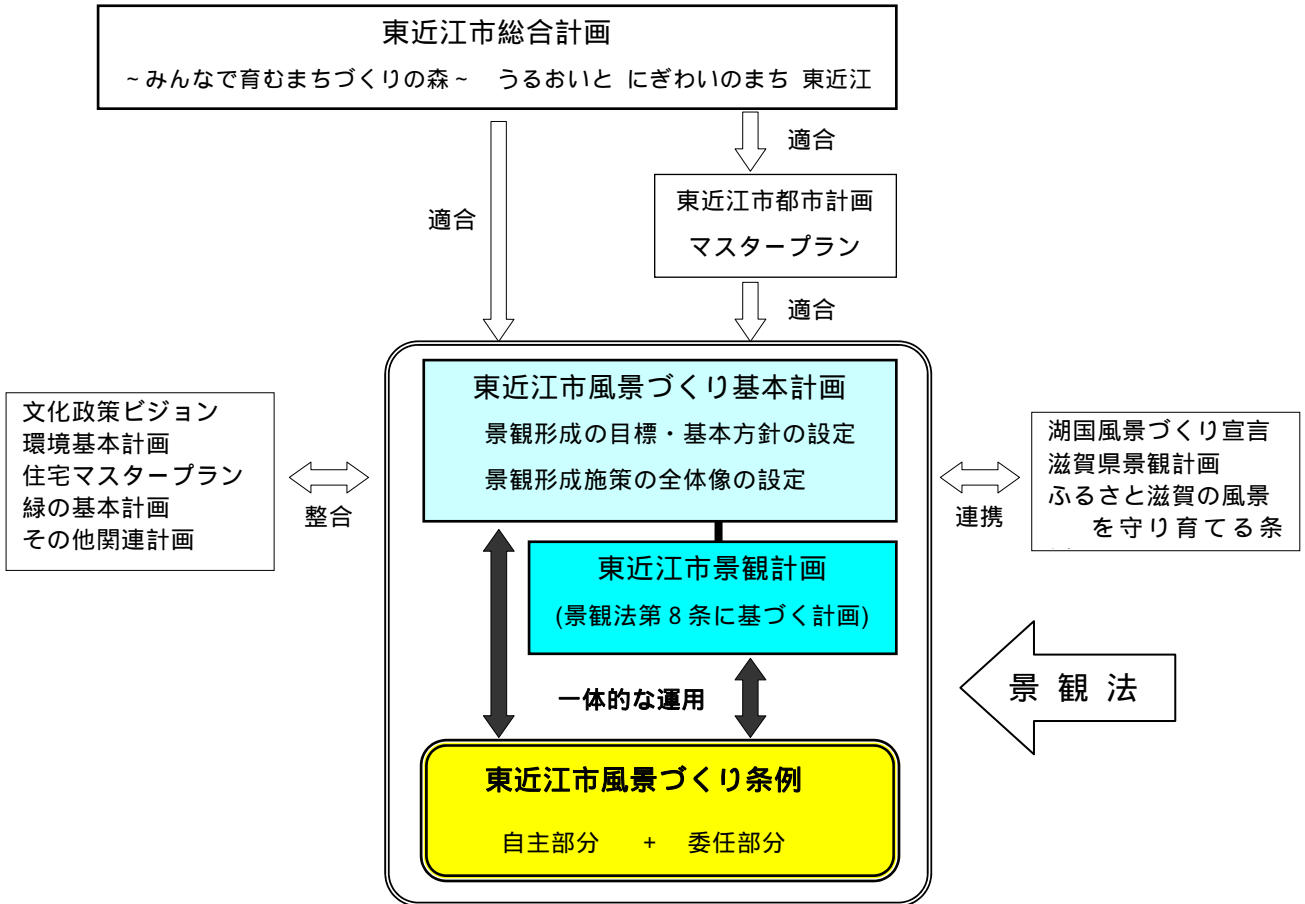 東近江市総合計画
~みんなで育むまちづくりの森~ うるおいと にぎわいのまち 東近江
適合
適合
東近江市都市計画
マスタープラン
適合
東近江市風景づくり基本計画
景観形成の目標・基本方針の設定
景観形成施策の全体像の設定
文化政策ビジョン
環境基本計画
住宅マスタープラン
緑の基本計画
その他関連計画
整合
連携
湖国風景づくり宣言
滋賀県景観計画
ふるさと滋賀の風景
を守り育てる条
東近江市景観計画
(景観法第8条に基づく計画)
景観法
一体的な運用
東近江市風景づくり条例
自主部分 + 委任部分